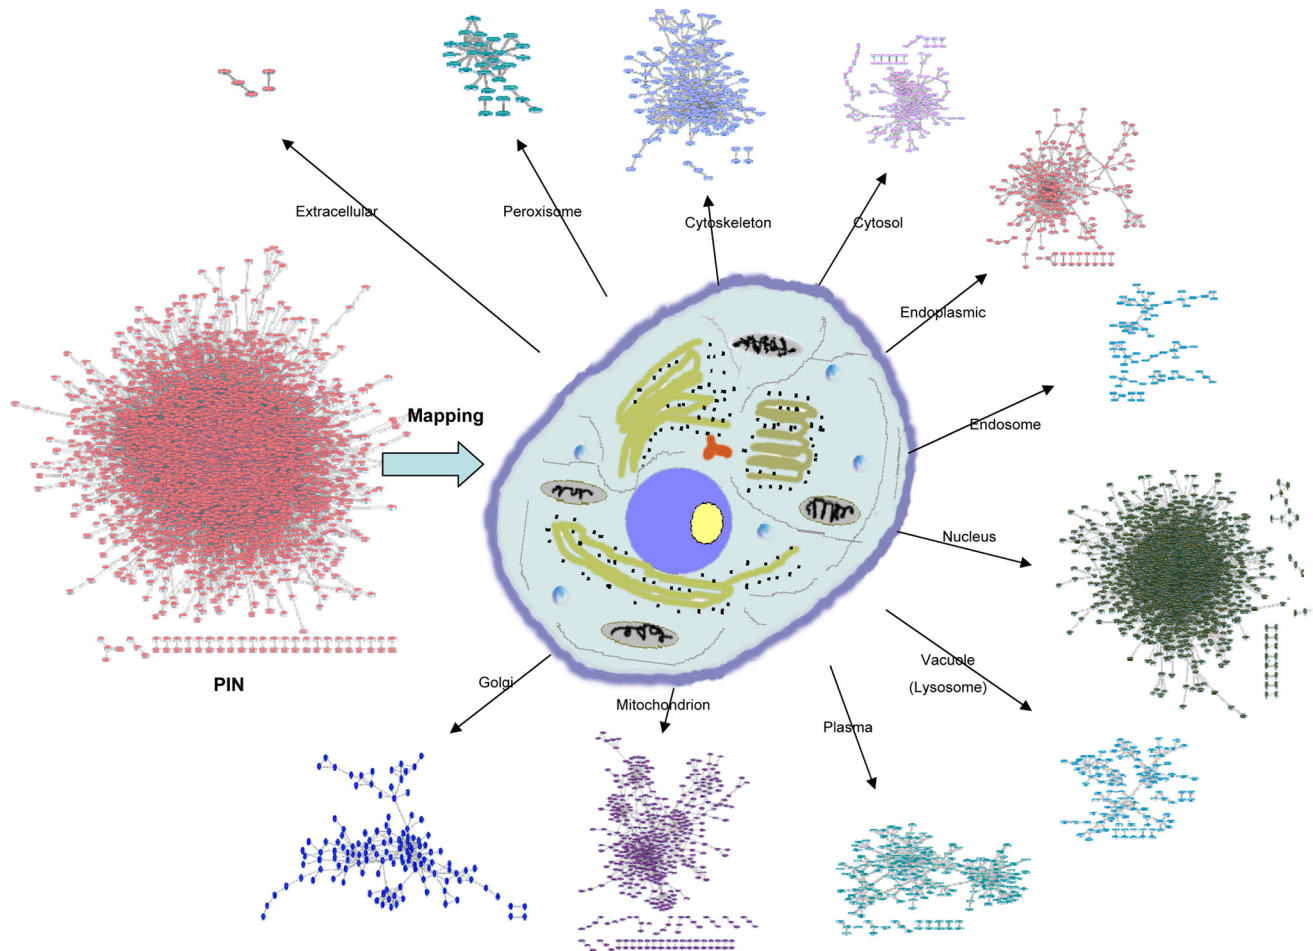 Extracellular
Peroxisome
Cytoskeleton
Cytosol
Endoplasmic
Endosome
Mapping
Nucleus
Vacuole
(Lysosome)
PIN
Golgi
Mitochondrion
Plasma